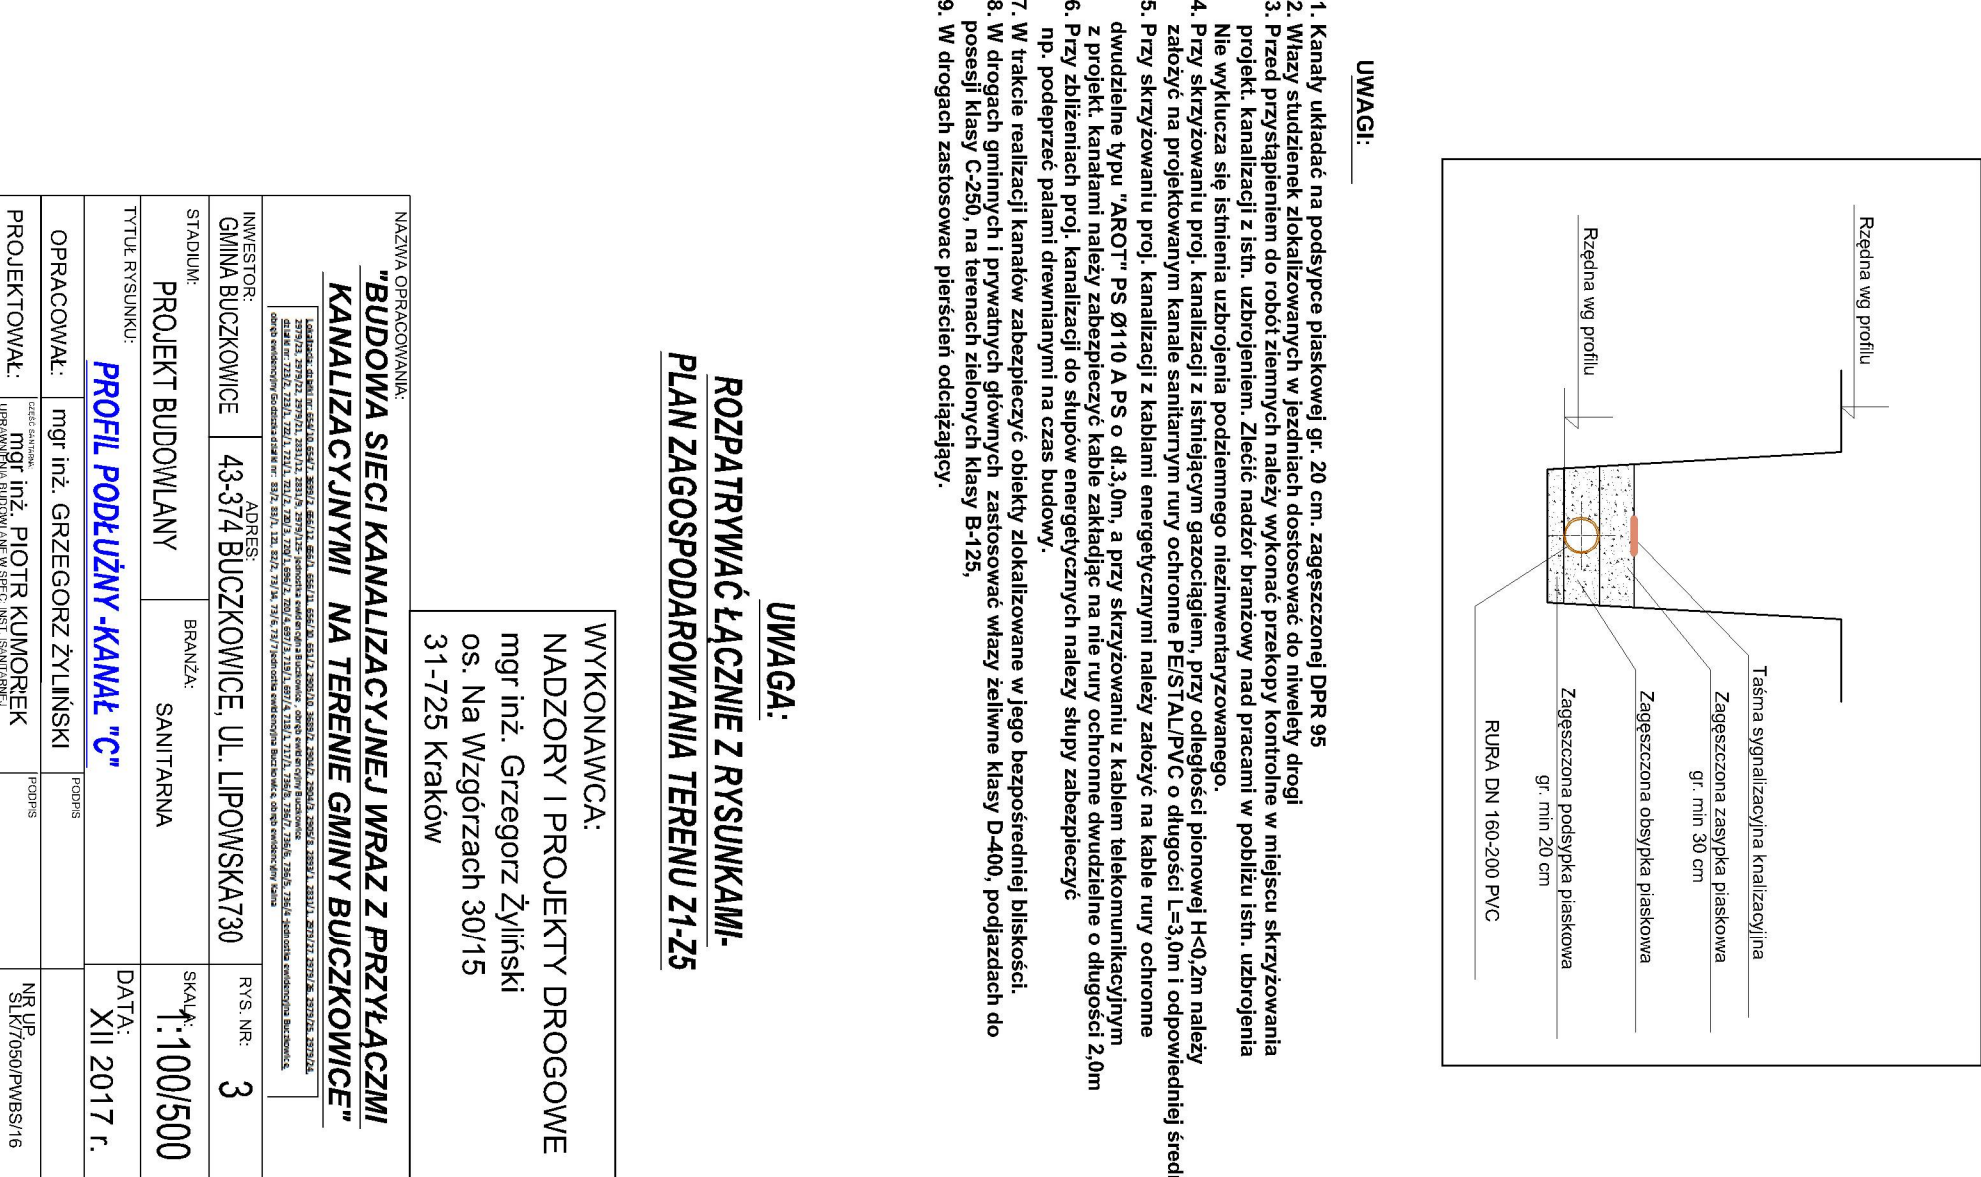 Rzędna wg profilu
Rzędna wg profilu
Taśma sygnalizacyjna knalizacyjna
Zagęszczona zasypka piaskowa
gr. min 30 cm
Zagęszczona obsypka piaskowa
Zagęszczona podsypka piaskowa
gr. min 20 cm
RURA DN 160-200 PVC
UWAGI:
1. Kanały układać na podsypce piaskowej gr. 20 cm. zagęszczonej DPR 95
2. Włazy studzienek zlokalizowanych w jezdniach dostosować do niwelety drogi
3. Przed przystąpieniem do robót ziemnych należy wykonać przekopy kontrolne w miejscu skrzyżowania
projekt. kanalizacji z istn. uzbrojeniem. Zlećić nadzór branżowy nad pracami w pobliżu istn. uzbrojenia
Nie wyklucza się istnienia uzbrojenia podziemnego niezinwentaryzowanego.
4. Przy skrzyżowaniu proj. kanalizacji z istniejącym gazociągiem, przy odległości pionowej H<0,2m należy
założyć na projektowanym kanale sanitarnym rury ochronne PE/STAL/PVC o długości L=3,0m i odpowiedniej
5. Przy skrzyżowaniu proj. kanalizacji z kablami energetycznymi należy założyć na kable rury ochronne
dwudzielne typu "AROT" PS Ø110 A PS o dł.3,0m, a przy skrzyżowaniu z kablem telekomunikacyjnym
z projekt. kanałami należy zabezpieczyć kable zakładjąc na nie rury ochronne dwudzielne o długości 2,0m
6. Przy zbliżeniach proj. kanalizacji do słupów energetycznych nalezy słupy zabezpieczyć
np. podeprzeć palami drewnianymi na czas budowy.
7. W trakcie realizacji kanałów zabezpieczyć obiekty zlokalizowane w jego bezpośredniej bliskości.
8. W drogach gminnych i prywatnych głównych zastosować włazy żeliwne klasy D-400, podjazdach do
posesji klasy C-250, na terenach zielonych klasy B-125,
9. W drogach zastosowac pierścień odciążający.
UWAGA:
ROZPATRYWAĆ ŁĄCZNIE Z RYSUNKAMI-
PLAN ZAGOSPODAROWANIA TERENU Z1-Z5
WYKONAWCA:
NADZORY I PROJEKTY DROGOWE
mgr inż. Grzegorz Żyliński
os. Na Wzgórzach 30/15
31-725 Kraków
NAZWA OPRACOWANIA:
"BUDOWA SIECI KANALIZACYJNEJ WRAZ Z PRZYŁĄCZMI
KANALIZACYJNYMI NA TERENIE GMINY BUCZKOWICE"
INWESTOR:
GMINA BUCZKOWICE
ADRES:
43-374 BUCZKOWICE, UL. LIPOWSKA730
RYS. NR:
3
STADIUM:
PROJEKT BUDOWLANY
BRANŻA:
SANITARNA
SKALA:
1:100/500
TYTUŁ RYSUNKU:
PROFIL PODŁUŻNY -KANAŁ "C"
DATA:
XII 2017 r.
OPRACOWAŁ:
mgr inż. GRZEGORZ ŻYLIŃSKI
PODPIS
PROJEKTOWAŁ:
CZĘŚĆ SANITARNA:
mgr inż. PIOTR KUMOREK
PODPIS
NR UP.
SLK/7050/PWBS/16